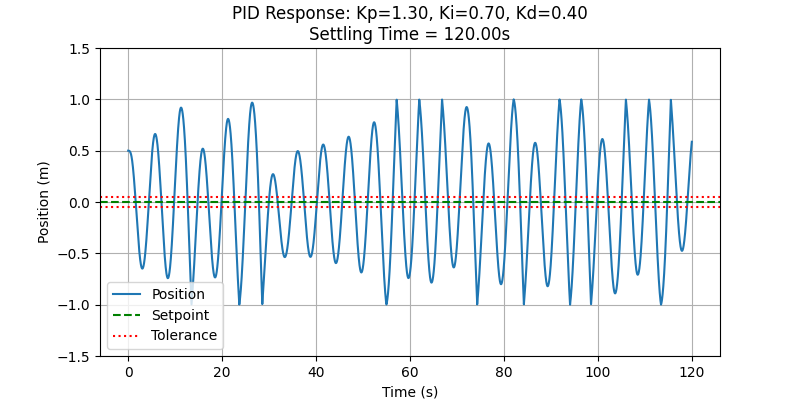 PID Response: Kp=1.30, Ki=0.70, Kd=0.40
Settling Time = 120.00s
1.5
1.0
0.5
0.0
−0.5
−1.0
−1.5
Position (m)
Position
Setpoint
Tolerance
0
20
40
60
80
100
120
Time (s)